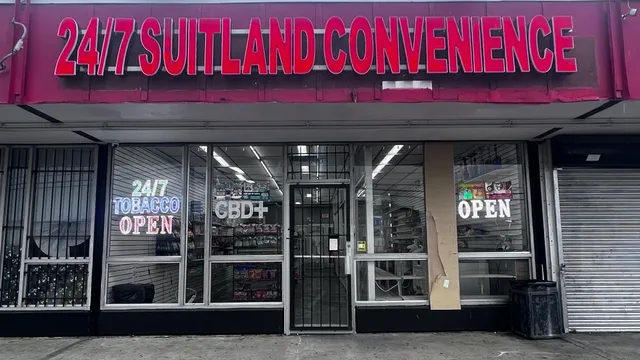 24/7 SUITLAND CONVENIENCE
24/7
TOBACCO
OPEN
CBD+
OPEN